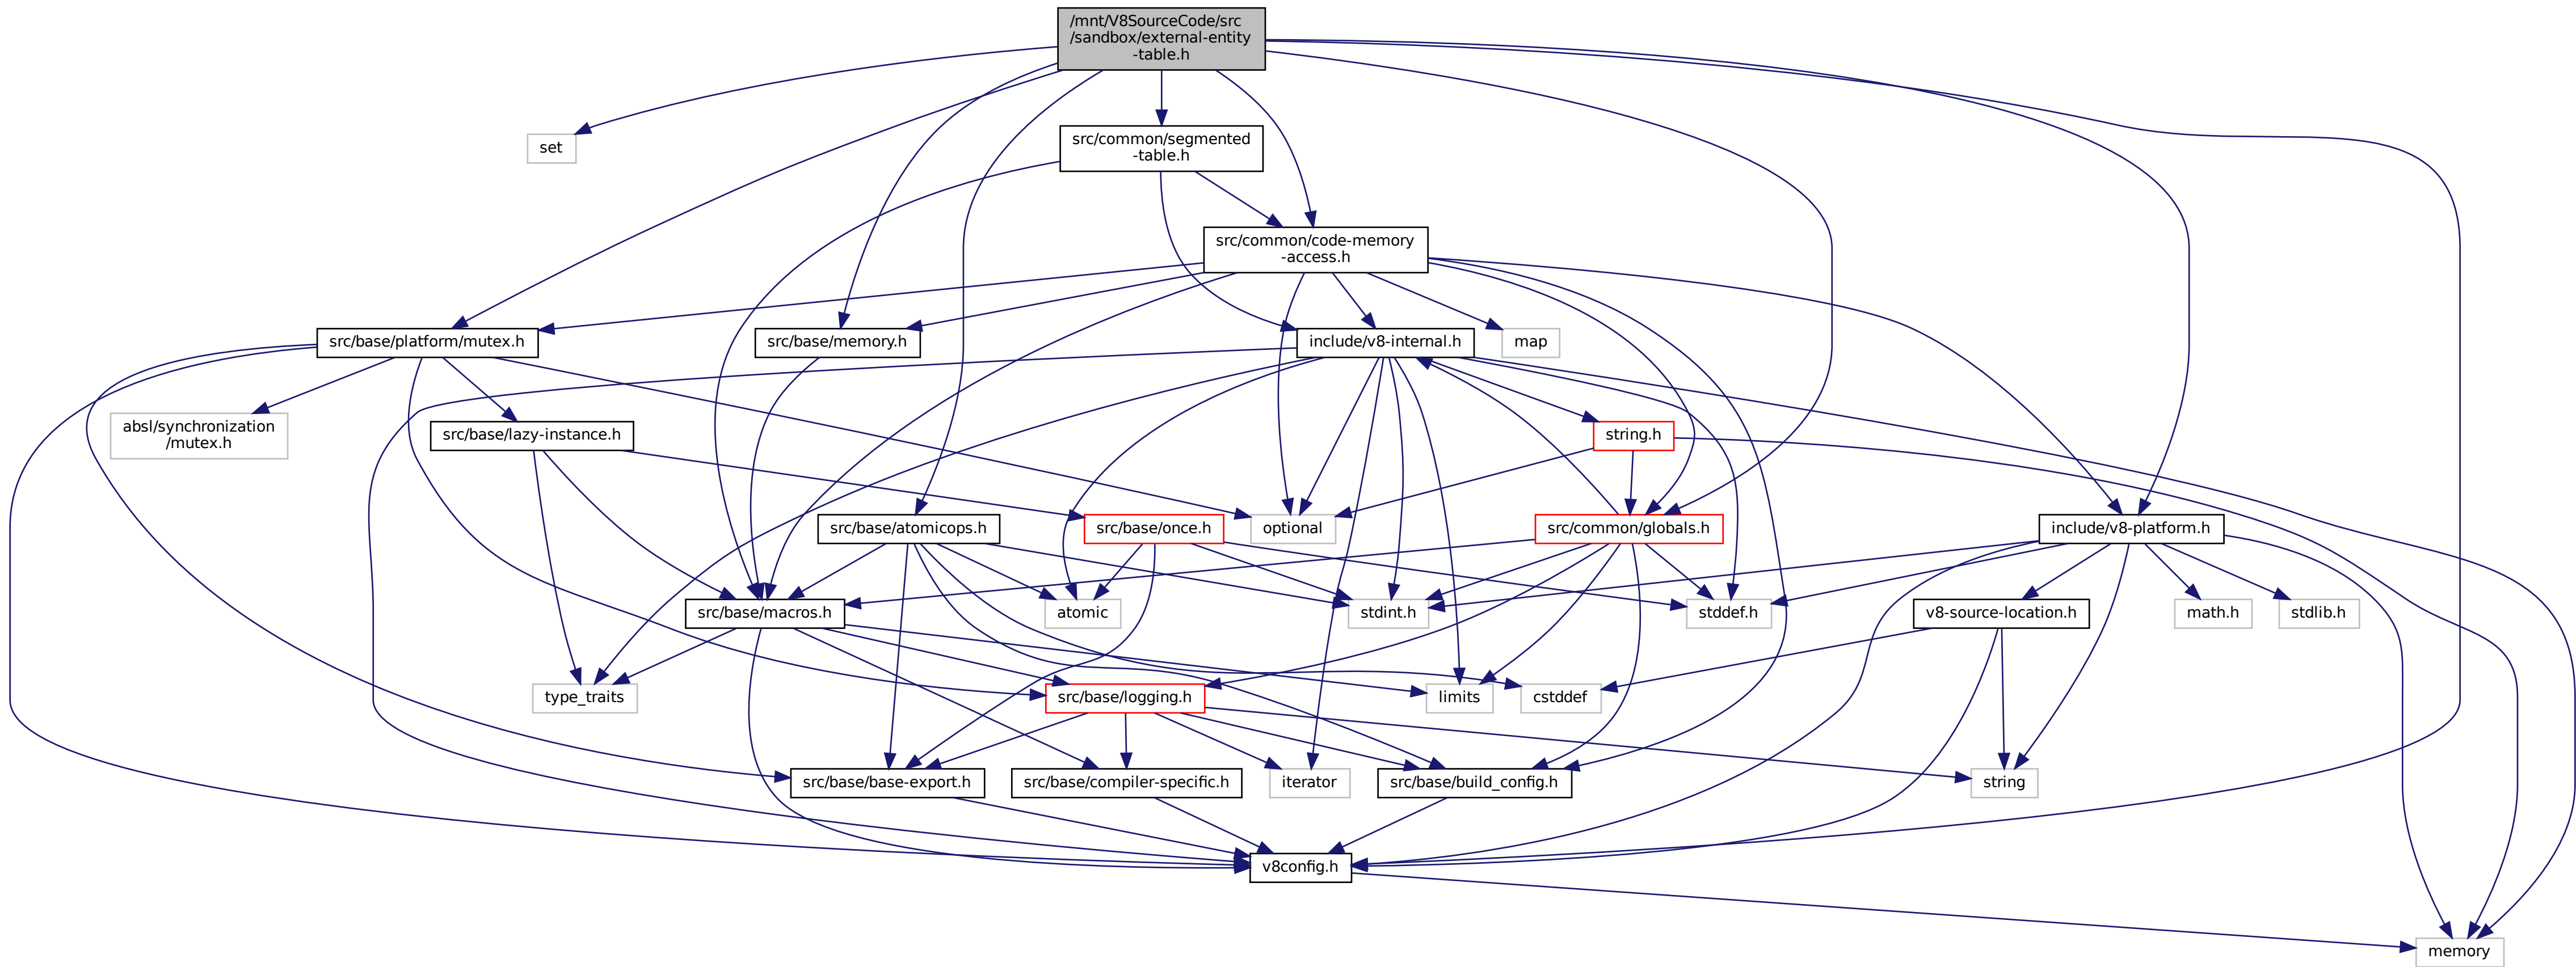 /mnt/V8SourceCode/src
/sandbox/external-entity
-table.h
set
src/common/segmented
-table.h
src/common/code-memory
-access.h
src/base/platform/mutex.h
src/base/memory.h
include/v8-internal.h
map
absl/synchronization
/mutex.h
src/base/lazy-instance.h
string.h
src/base/atomicops.h
src/base/once.h
optional
src/common/globals.h
include/v8-platform.h
src/base/macros.h
atomic
stdint.h
stddef.h
v8-source-location.h
math.h
stdlib.h
type_traits
src/base/logging.h
limits
cstddef
src/base/base-export.h
src/base/compiler-specific.h
iterator
src/base/build_config.h
string
v8config.h
memory